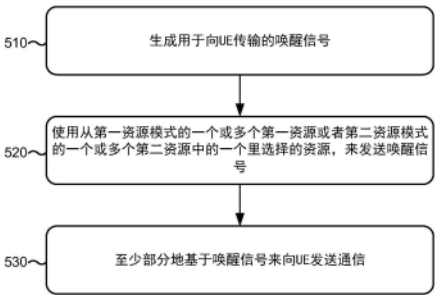 510
生成用于向UE传输的唤醒信号
520
使用从第一资源模式的一个或多个第一资源或者第二资源模式
的一个或多个第二资源中的一个里选择的资源，来发送唤醒信
号
530
至少部分地基于唤醒信号来向UE发送通信